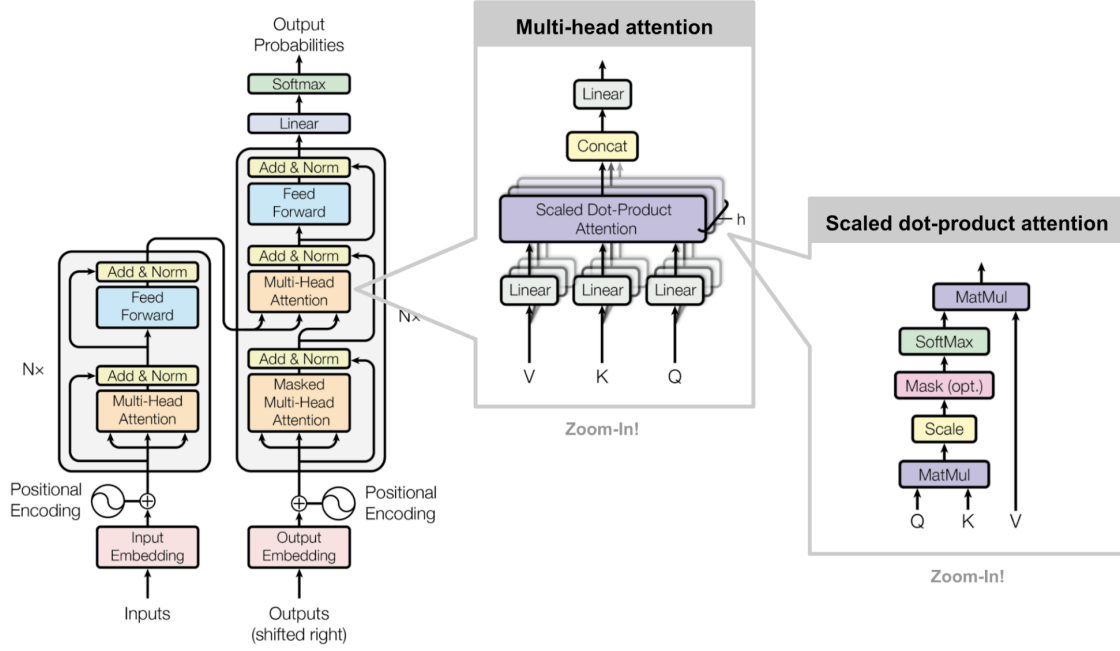 Output
Probabilities
Softmax
Linear
Add & Norm
Feed
Forward
Add & Norm
Multi-Head
Attention
Add & Norm
Masked
Multi-Head
Attention
N×
Add & Norm
Feed
Forward
Add & Norm
Multi-Head
Attention
N×
Positional
Encoding
Positional
Encoding
Input
Embedding
Output
Embedding
Inputs
Outputs
(shifted right)
Multi-head attention
Linear
Concat
Scaled Dot-Product
Attention
h
Linear
Linear
Linear
V
K
Q
Zoom-In!
Scaled dot-product attention
MatMul
SoftMax
Mask (opt.)
Scale
MatMul
Q
K
V
Zoom-In!